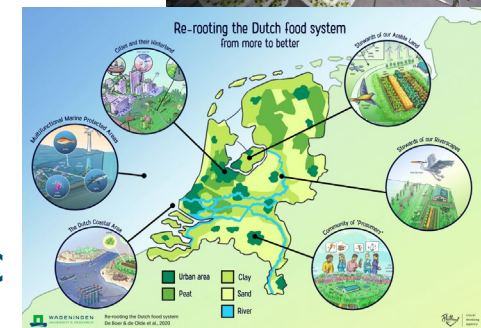 Re-rooting the Dutch food system
from more to better
Cities and their Hinterland
Stewards of our Arable Land
Multifunctional Marine Protected Areas
Stewards of our Riverscapes
The Dutch Coastal Area
Community of 'Prosumers'
Urban area
Clay
Peat
Sand
River
WAGENINGEN
UNIVERSITY & RESEARCH
Re-rooting the Dutch food system
De Boer & de Olde et al., 2020